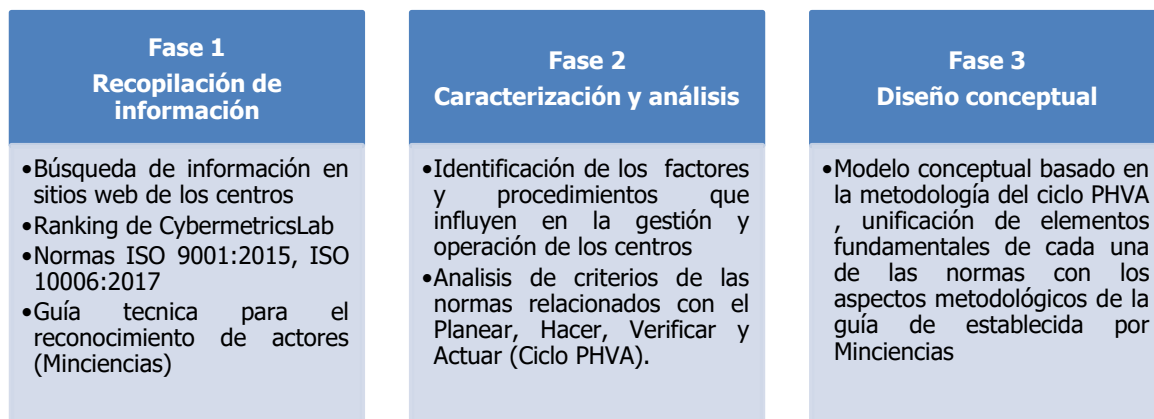 Fase 1
Recopilación de
información
•Búsqueda de información en
sitios web de los centros
•Ranking de CybermetricsLab
•Normas ISO 9001:2015, ISO
10006:2017
•Guía tecnica para el
reconocimiento de actores
(Minciencias)
Fase 2
Caracterización y análisis
•Identificación de los factores
y procedimientos que
influyen en la gestión y
operación de los centros
•Analisis de criterios de las
normas relacionados con el
Planear, Hacer, Verificar y
Actuar (Ciclo PHVA).
Fase 3
Diseño conceptual
•Modelo conceptual basado en
la metodología del ciclo PHVA
, unificación de elementos
fundamentales de cada una
de las normas con los
aspectos metodológicos de la
guía de establecida por
Minciencias